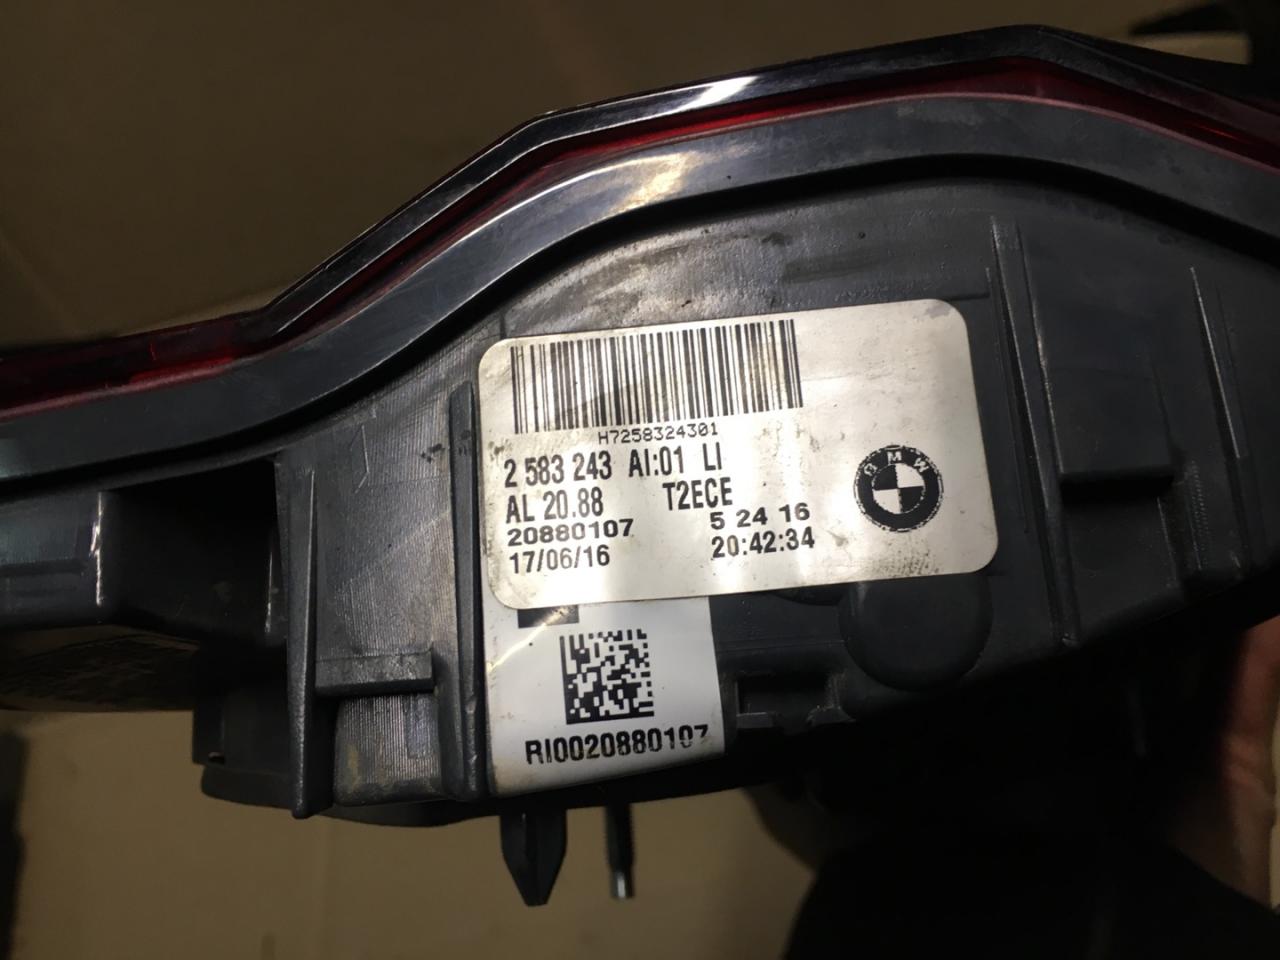 H7258324301
2 583 243 AI:01 LI
AL 20.88 T2ECE
20880107 5 24 16
17/06/16 20:42:34
BMW
RI0020880107